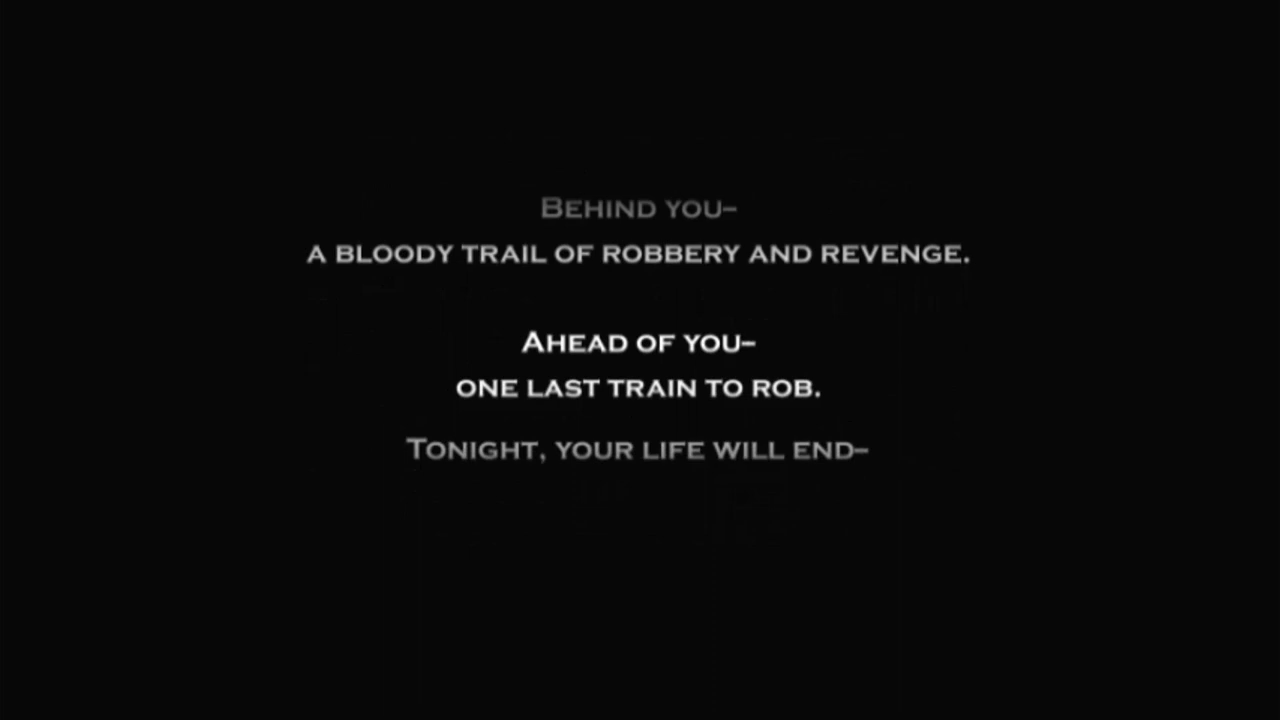 Behind you–
a bloody trail of robbery and revenge.
Ahead of you–
one last train to rob.
Tonight, your life will end–